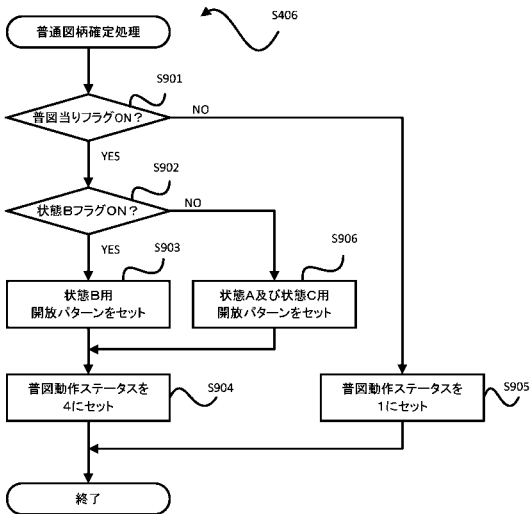 普通図柄確定処理
S406
S901
普図当りフラグON？
NO
YES
S902
状態BフラグON？
NO
YES
S903
S906
状態B用
開放パターンをセット
状態A及び状態C用
開放パターンをセット
普図動作ステータスを
4にセット
S904
普図動作ステータスを
1にセット
S905
終了